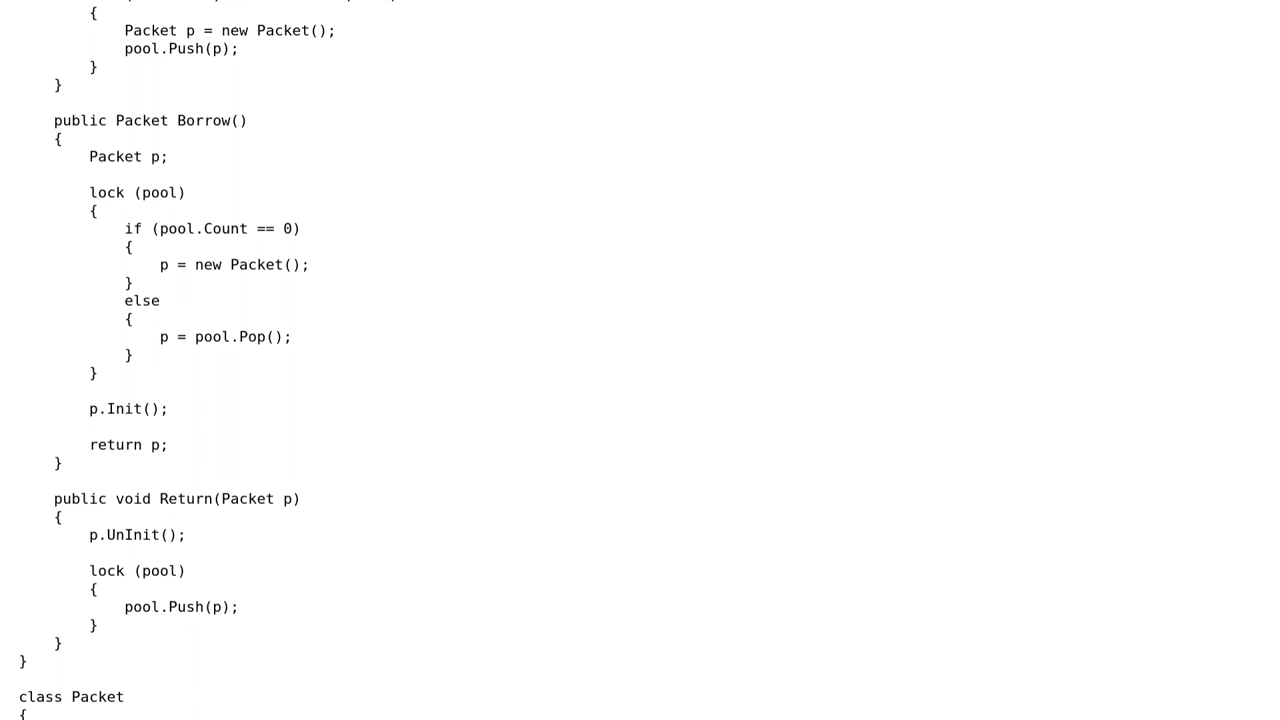 {
Packet p = new Packet();
pool.Push(p);
}
}
public Packet Borrow()
{
Packet p;
lock (pool)
{
if (pool.Count == 0)
{
p = new Packet();
}
else
{
p = pool.Pop();
}
}
p.Init();
return p;
}
public void Return(Packet p)
{
p.UnInit();
lock (pool)
{
pool.Push(p);
}
}
}
class Packet
{